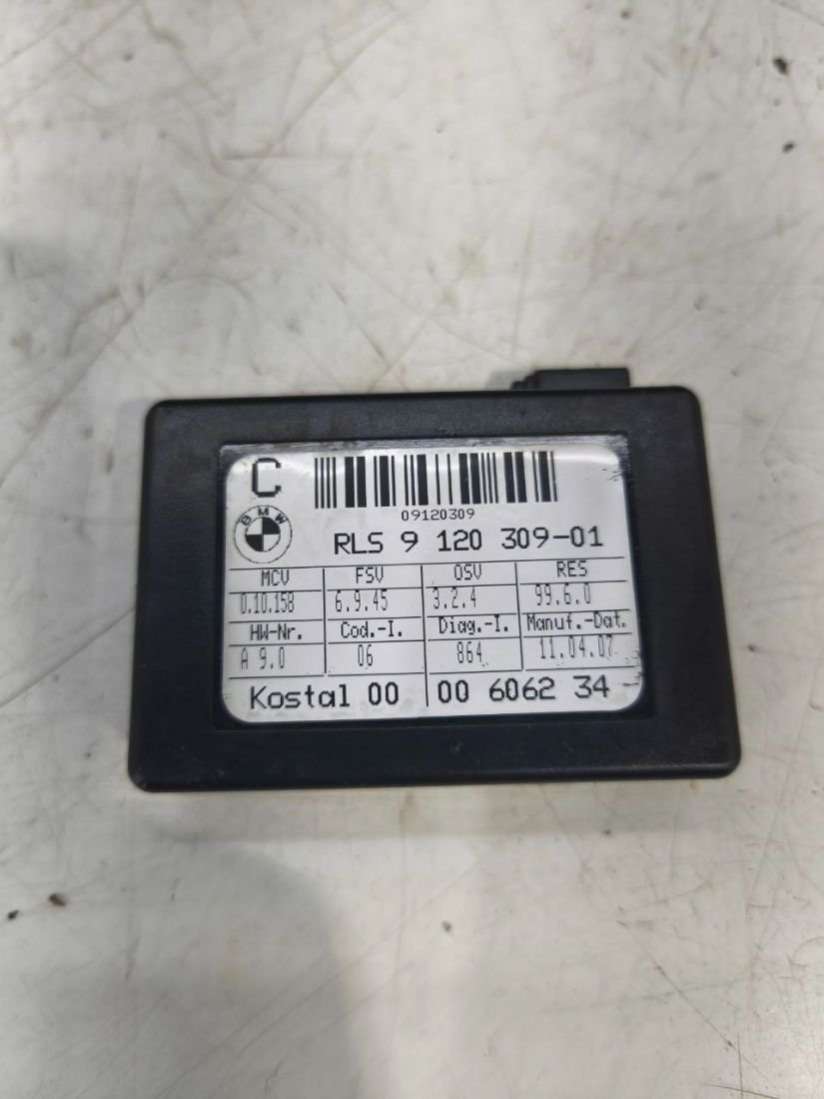 C
09120309
BMW
RLS 9 120 309-01
MCV FSV OSV RES
0.10.158 6.9.45 3.2.4 99.6.0
HW-Nr. Cod.-I. Diag.-I. Manuf.-Dat.
A 9.0 06 864 11.04.07
Kostal 00 00 6062 34